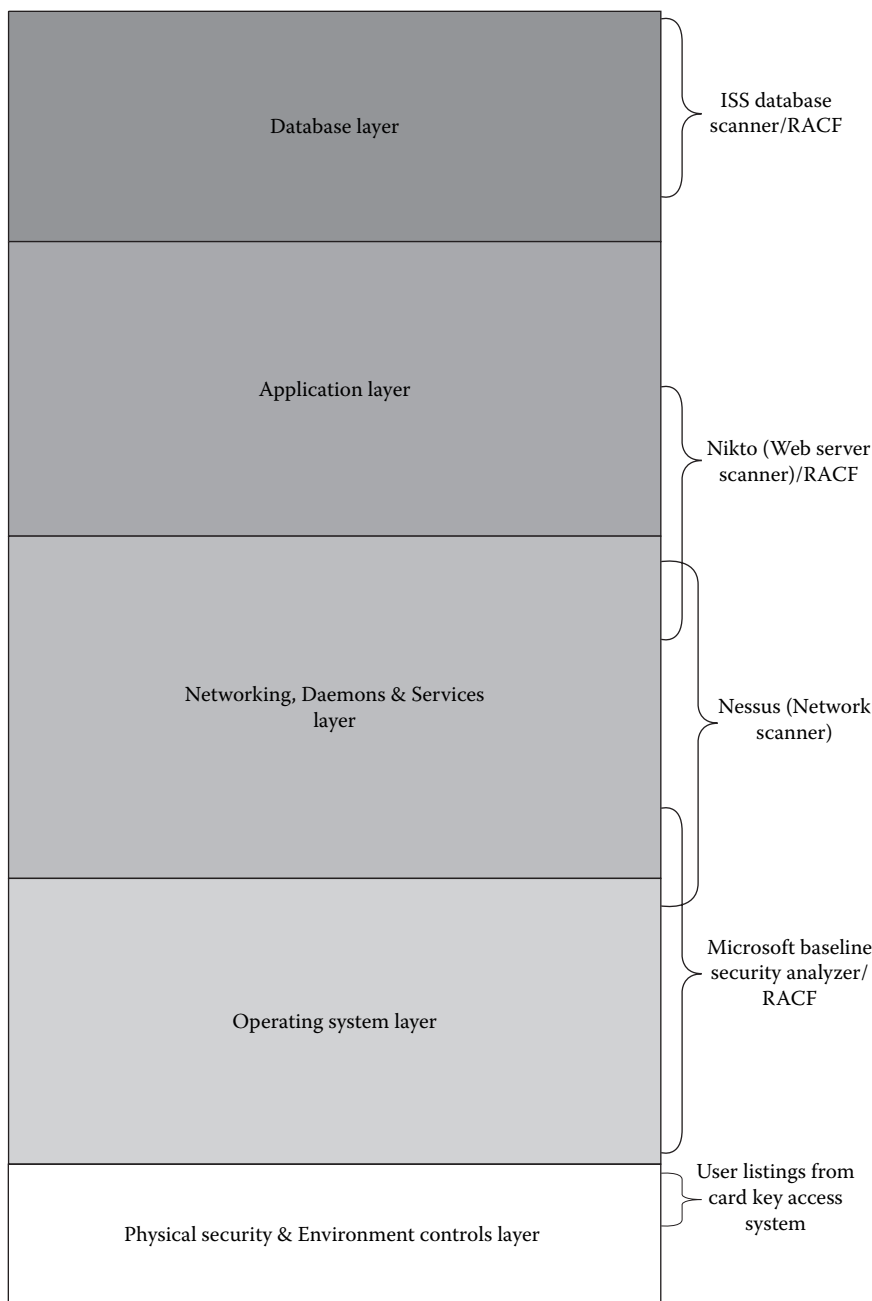 Database layer
ISS database
scanner/RACF
Application layer
Nikto (Web server
scanner)/RACF
Networking, Daemons & Services
layer
Nessus (Network
scanner)
Microsoft baseline
security analyzer/
RACF
Operating system layer
User listings from
card key access
system
Physical security & Environment controls layer